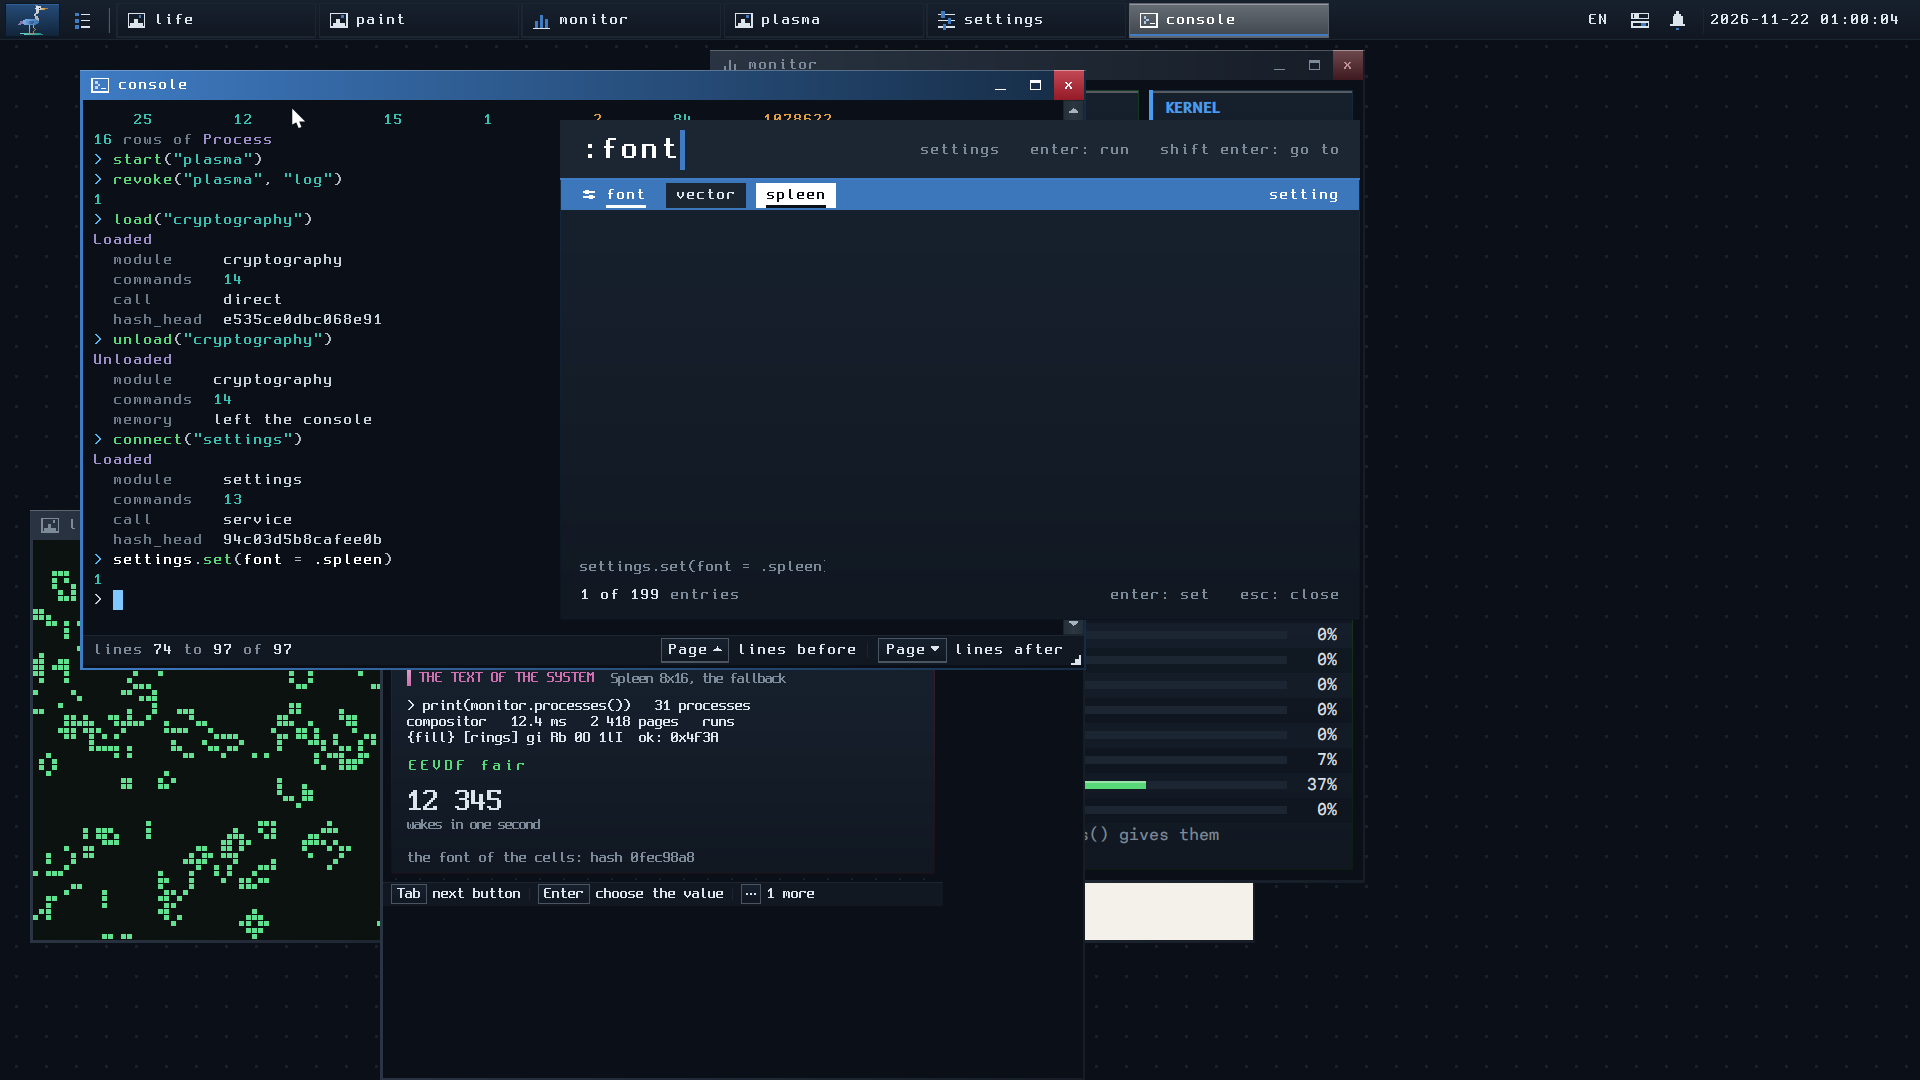 life paint monitor plasma settings console EN 2026-11-22 01:00:04
monitor
console
KERNEL
25 12 15 1 2 84 1078622
16 rows of Process
> start("plasma")
> revoke("plasma", "log")
1
> load("cryptography")
Loaded
module cryptography
commands 14
call direct
hash_head e535ce0dbc068e91
> unload("cryptography")
Unloaded
module cryptography
commands 14
memory left the console
> connect("settings")
Loaded
module settings
commands 13
call service
hash_head 94c03d5b8cafee0b
> settings.set(font = .spleen)
1
>
lines 74 to 97 of 97 Page lines before Page lines after
:font settings enter: run shift enter: go to
font vector spleen setting
settings.set(font = .spleen)
1 of 199 entries enter: set esc: close
0%
0%
0%
0%
0%
7%
37%
0%
() gives them
THE TEXT OF THE SYSTEM Spleen 8x16, the fallback
> print(monitor.processes()) 31 processes
compositor 12.4 ms 2 418 pages runs
{fill} [rings] gi Rb 0O 1lI ok: 0x4F3A
EEVDF fair
12 345
wakes in one second
the font of the cells: hash 0fec98a8
Tab next button Enter choose the value ... 1 more